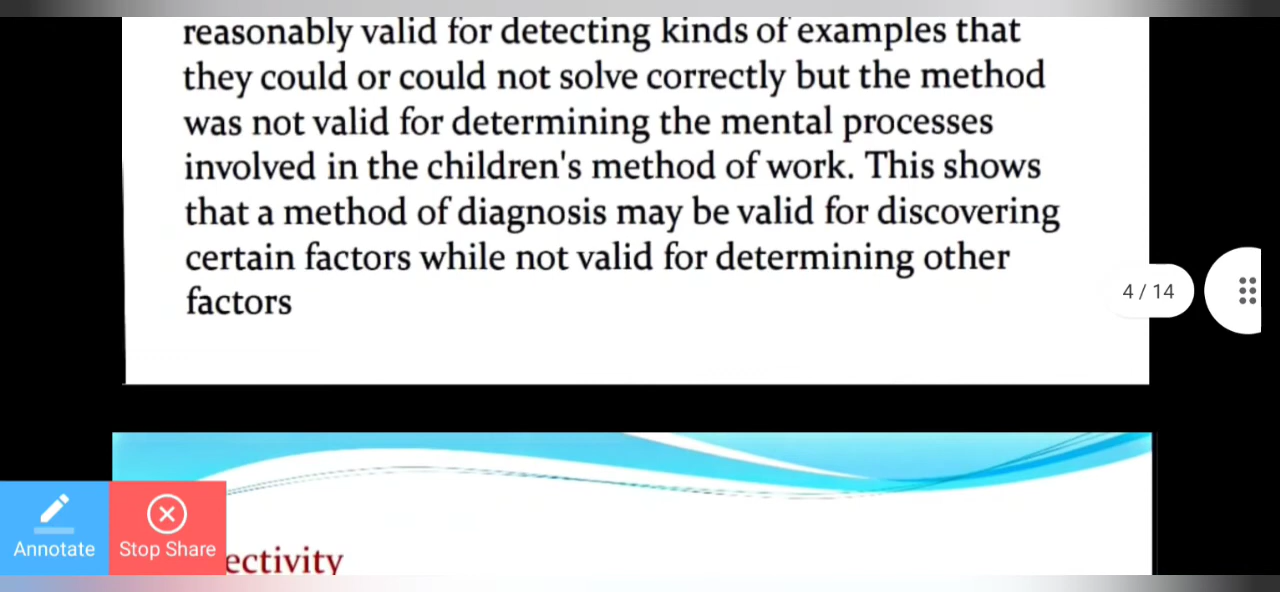 reasonably valid for detecting kinds of examples that
they could or could not solve correctly but the method
was not valid for determining the mental processes
involved in the children's method of work. This shows
that a method of diagnosis may be valid for discovering
certain factors while not valid for determining other
factors
4 / 14
ectivity
Annotate
Stop Share